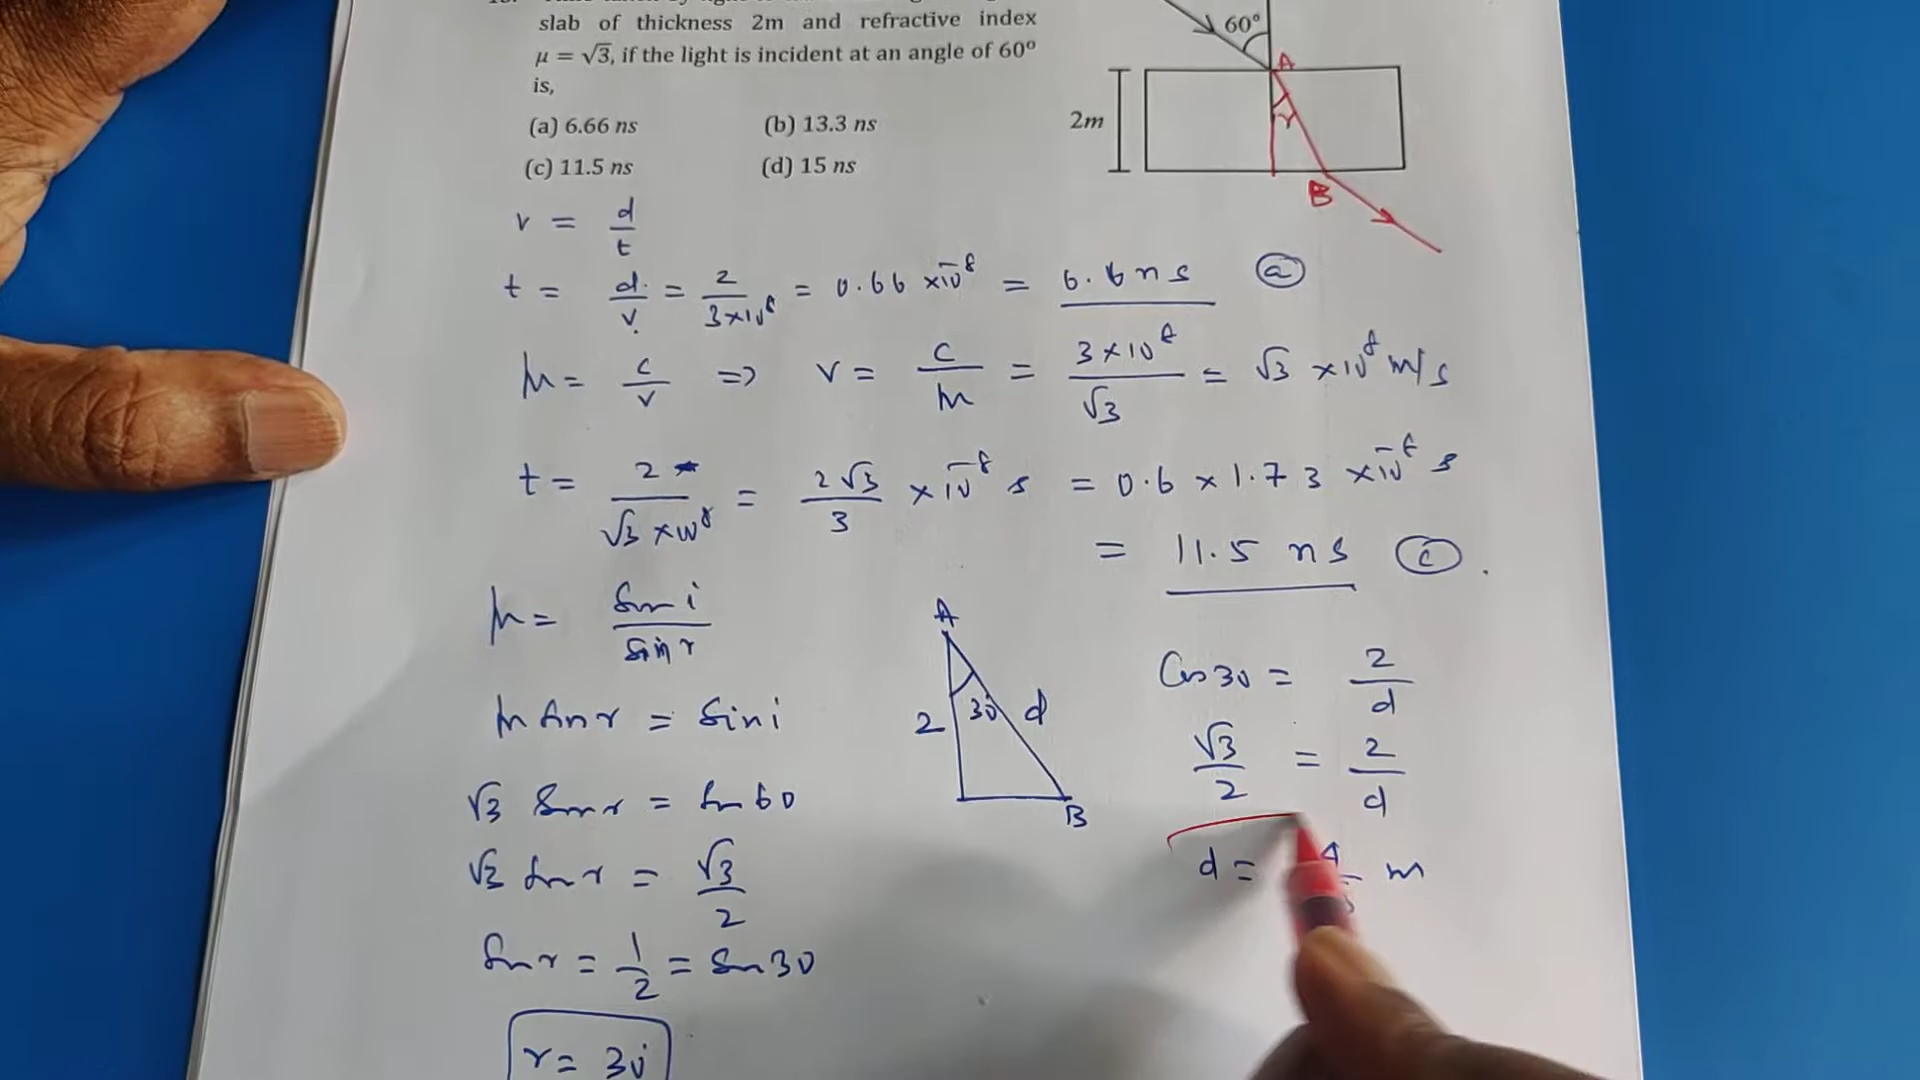 slab of thickness 2m and refractive index
μ = √3, if the light is incident at an angle of 60°
is,
(a) 6.66 ns (b) 13.3 ns
(c) 11.5 ns (d) 15 ns
60°
A
2m
r
B
v = d/t
t = d/v = 2/3×10⁸ = 0.66 ×10⁻⁸ = 6.6 ns (a)
μ = c/v => v = c/μ = 3×10⁸/√3 = √3 ×10⁸ m/s
t = 2/√3×10⁸ = 2√3/3 ×10⁻⁸ s = 0.6 × 1.73 ×10⁻⁸ s
= 11.5 ns (c).
μ = Sin i/Sin r
μ Sin r = Sin i
√3 Sin r = Sin 60
√3 Sin r = √3/2
Sin r = 1/2 = Sin 30
r = 30°
A
2 30 d
B
Cos 30 = 2/d
√3/2 = 2/d
d = 4 m